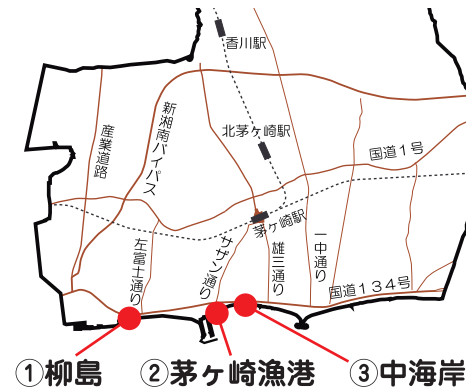 香川駅
新湘南バイパス
産業道路
北茅ヶ崎駅
国道1号
茅ヶ崎駅
左富士通り
サザン通り
雄三通り
一中通り
国道134号
①柳島
②茅ヶ崎漁港
③中海岸